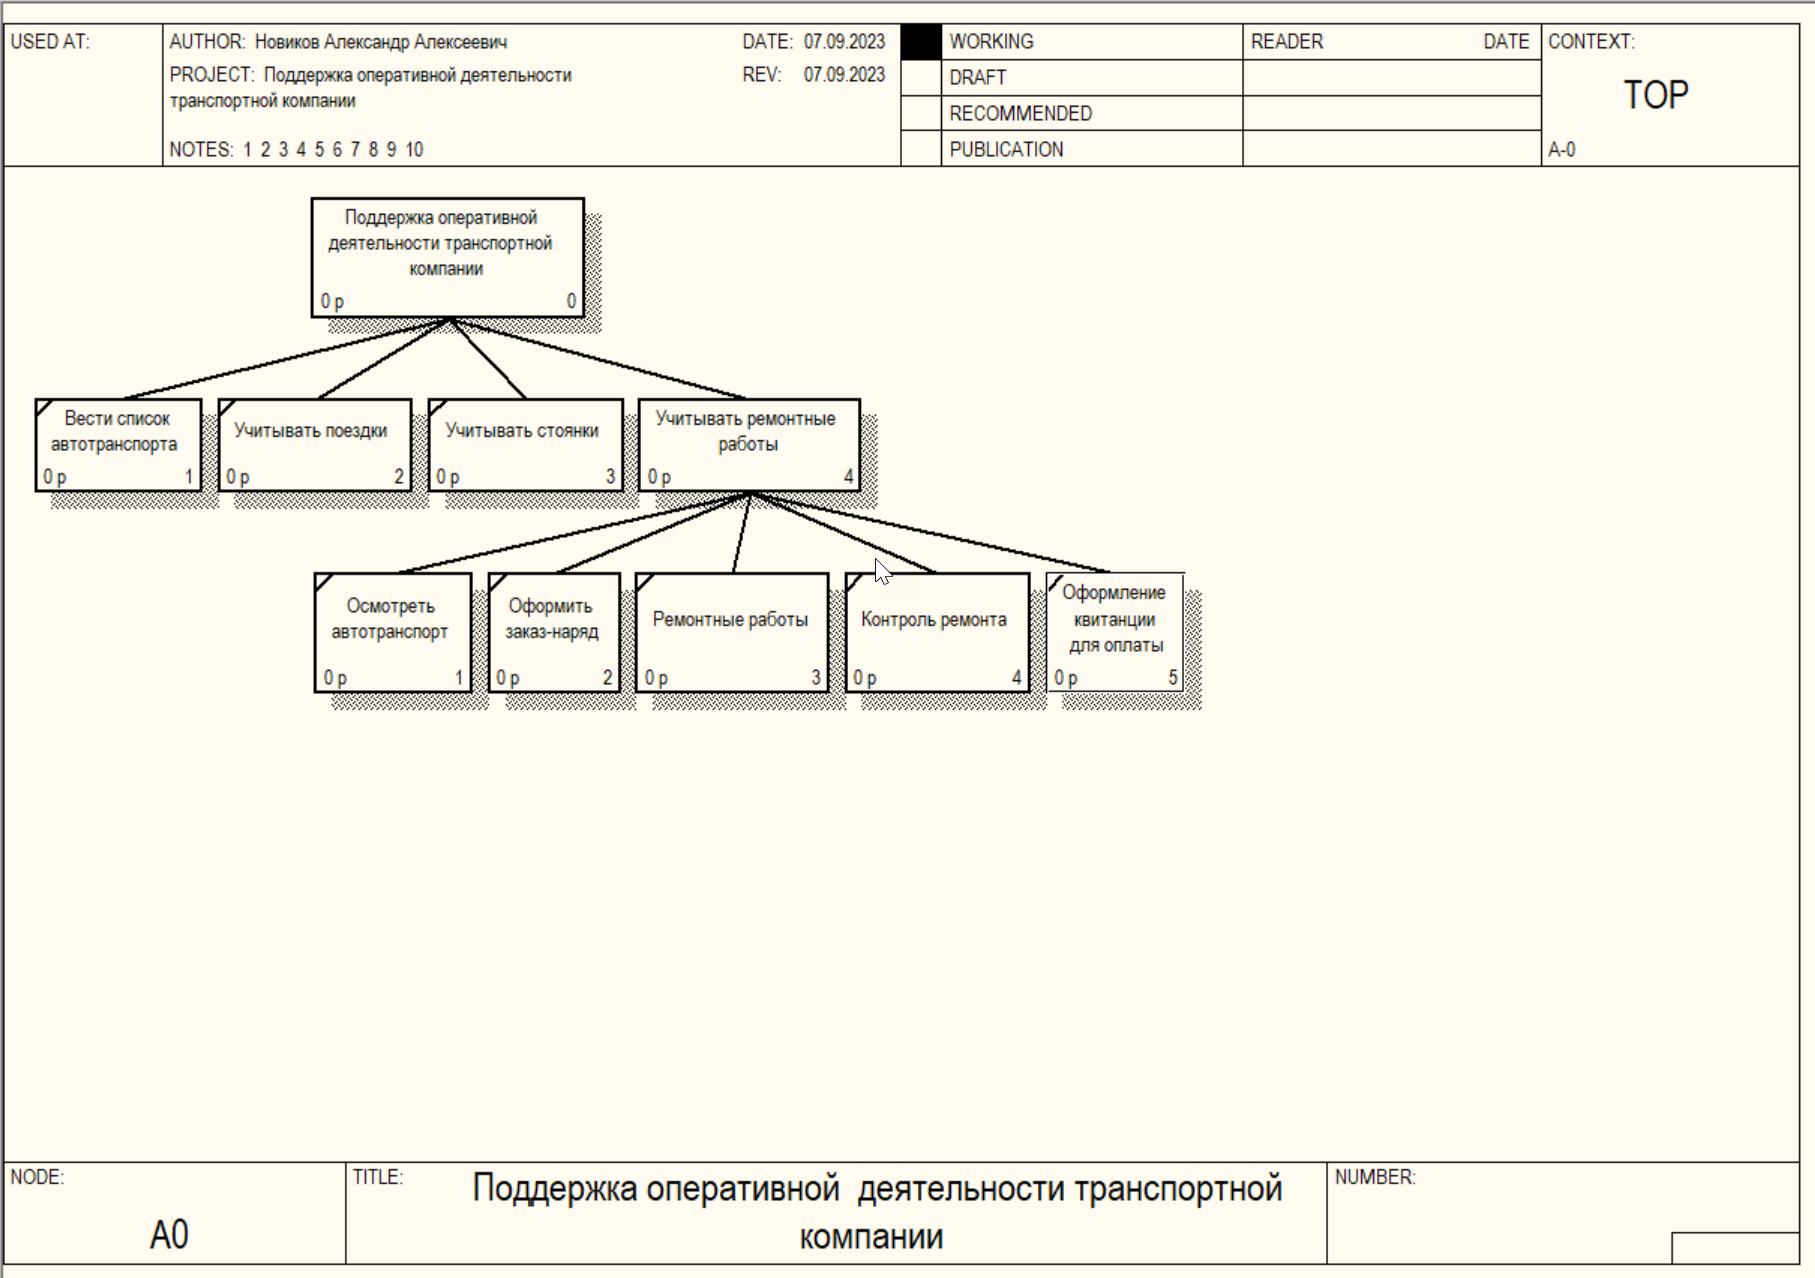 USED AT:
AUTHOR: Новиков Александр Алексеевич
DATE: 07.09.2023
PROJECT: Поддержка оперативной деятельности
транспортной компании
REV: 07.09.2023
NOTES: 1 2 3 4 5 6 7 8 9 10
WORKING
DRAFT
RECOMMENDED
PUBLICATION
READER DATE
CONTEXT:
TOP
A-0
Поддержка оперативной
деятельности транспортной
компании
0 р 0
Вести список
автотранспорта
0 р 1
Учитывать поездки
0 р 2
Учитывать стоянки
0 р 3
Учитывать ремонтные
работы
0 р 4
Осмотреть
автотранспорт
0 р 1
Оформить
заказ-наряд
0 р 2
Ремонтные работы
0 р 3
Контроль ремонта
0 р 4
Оформление
квитанции
для оплаты
0 р 5
NODE:
A0
TITLE:
Поддержка оперативной деятельности транспортной
компании
NUMBER: